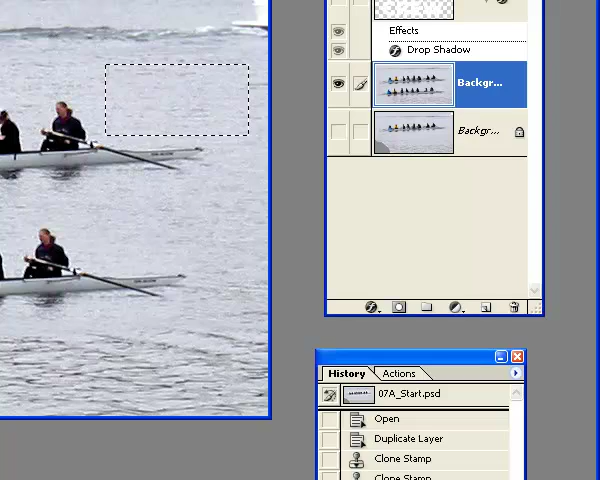 Effects
Drop Shadow
Backgr...
Backgr...
History
Actions
07A_Start.psd
Open
Duplicate Layer
Clone Stamp
Clone Stamp